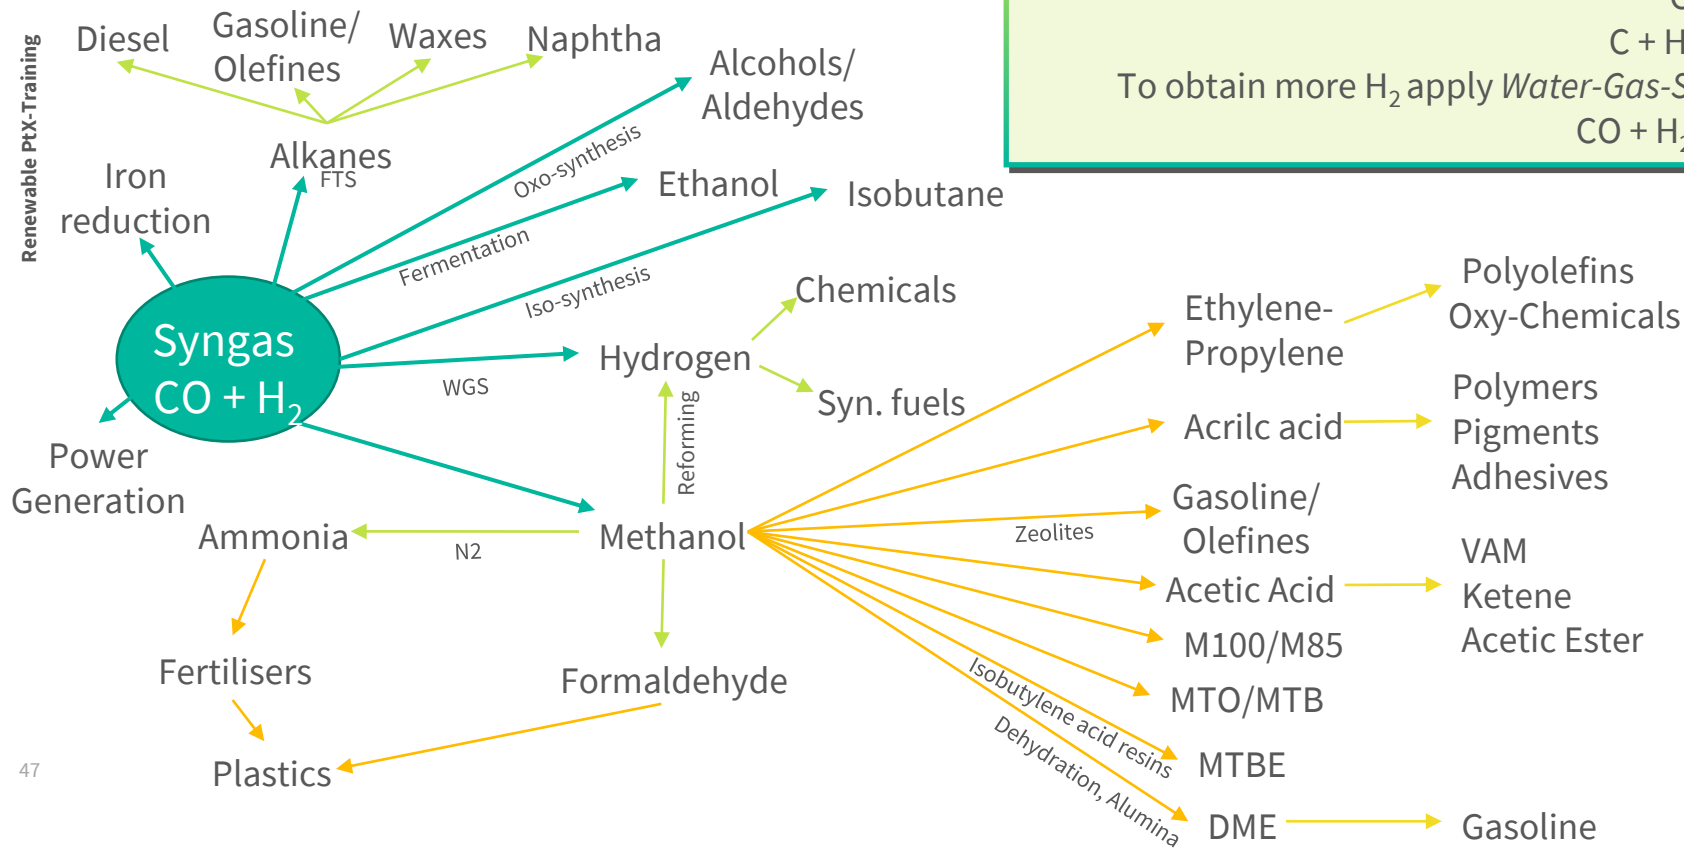 Renewable PtX-Training
Diesel
Gasoline/
Olefines
Waxes
Naphtha
Alcohols/
Aldehydes
C + H
To obtain more H2 apply Water-Gas-S
CO + H2
Alkanes
FTS
Iron
reduction
Oxo-synthesis
Ethanol
Isobutane
Fermentation
Iso-synthesis
Syngas
CO + H2
Chemicals
Hydrogen
WGS
Syn. fuels
Reforming
Power
Generation
Ammonia
N2
Methanol
Fertilisers
Formaldehyde
Plastics
Ethylene-
Propylene
Polyolefins
Oxy-Chemicals
Acrilc acid
Polymers
Pigments
Adhesives
Gasoline/
Olefines
Zeolites
Acetic Acid
VAM
Ketene
Acetic Ester
M100/M85
MTO/MTB
Isobutylene acid resins
MTBE
Dehydration, Alumina
DME
Gasoline
47